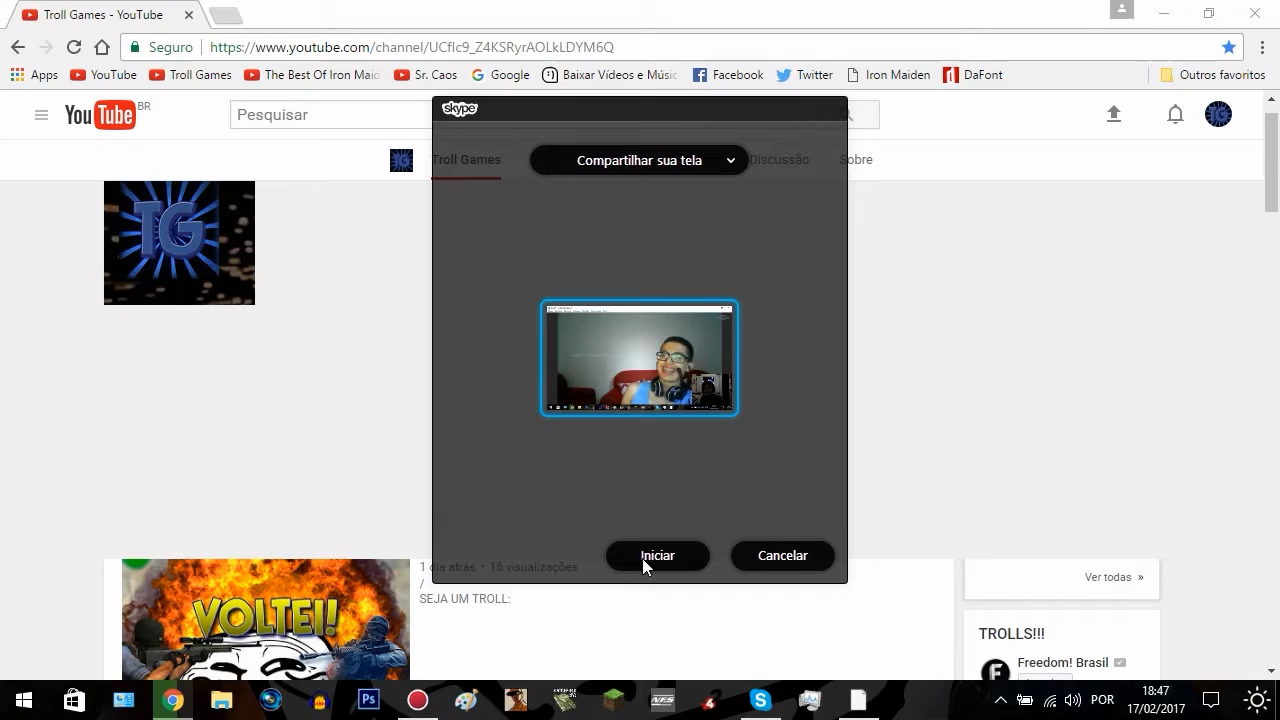 Troll Games - YouTube
Seguro https://www.youtube.com/channel/UCflc9_Z4KSRyrAOLkLDYM6Q
Apps YouTube Troll Games The Best Of Iron Maid Sr. Caos Google Baixar Vídeos e Músic Facebook Twitter Iron Maiden DaFont Outros favoritos
YouTube BR Pesquisar
skype
Troll Games Discussão Sobre
Compartilhar sua tela
TG
Iniciar Cancelar
1 dia atrás • 16 visualizações
/
SEJA UM TROLL:
VOLTEI!
Ver todas »
TROLLS!!!
Freedom! Brasil
POR 18:47
17/02/2017